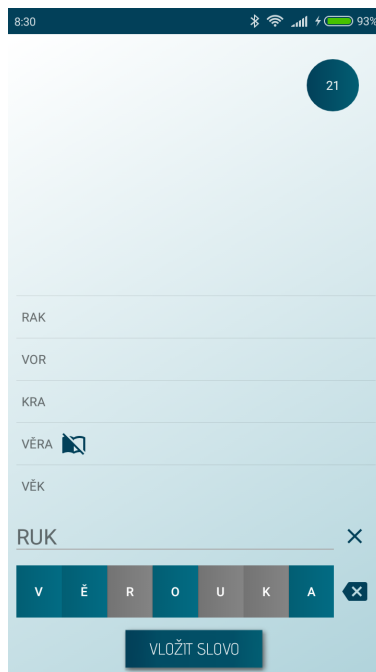 8:30 93%
21
RAK
VOR
KRA
VĚRA
VĚK
RUK
V Ě R O U K A
VLOŽIT SLOVO